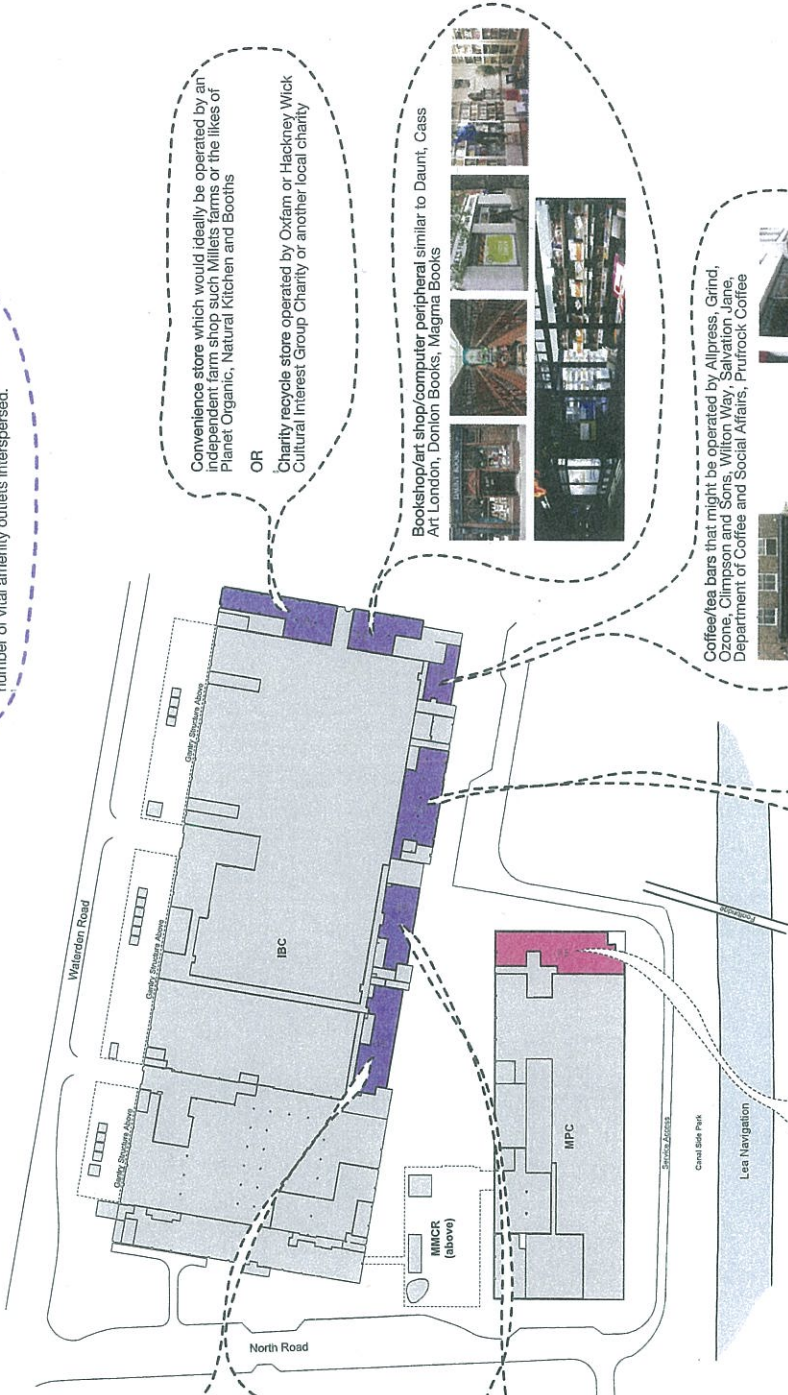 number of vital amenity outlets interspersed.
Convenience store which would ideally be operated by an
independent farm shop such Millets farms or the likes of
Planet Organic, Natural Kitchen and Booths
OR
Charity recycle store operated by Oxfam or Hackney Wick
Cultural Interest Group Charity or another local charity
Bookshop/art shop/computer peripheral similar to Daunt, Cass
Art London, Donlon Books, Magma Books
DAUNT BOOKS
Coffee/tea bars that might be operated by Allpress, Grind,
Ozone, Climpson and Sons, Wilton Way, Salvation Jane,
Department of Coffee and Social Affairs, Prufrock Coffee
Waterden Road
Gantry Structure Above
Gantry Structure Above
Gantry Structure Above
IBC
MPC
MMCR
(above)
North Road
Service Access
Canal Side Park
Lea Navigation
Footbridge